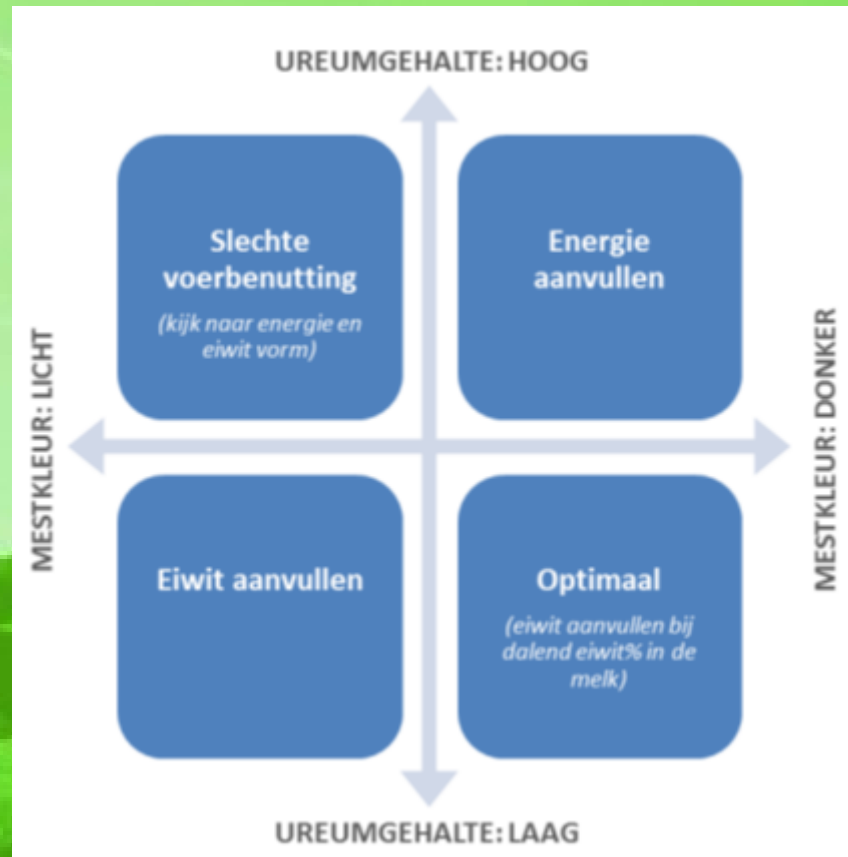 UREUMGEHALTE: HOOG
Slechte
voerbenutting
(kijk naar energie en
eiwit vorm)
Energie
aanvullen
MESTKLEUR: LICHT
MESTKLEUR: DONKER
Eiwit aanvullen
Optimaal
(eiwit aanvullen bij
dalend eiwit% in de
melk)
UREUMGEHALTE: LAAG